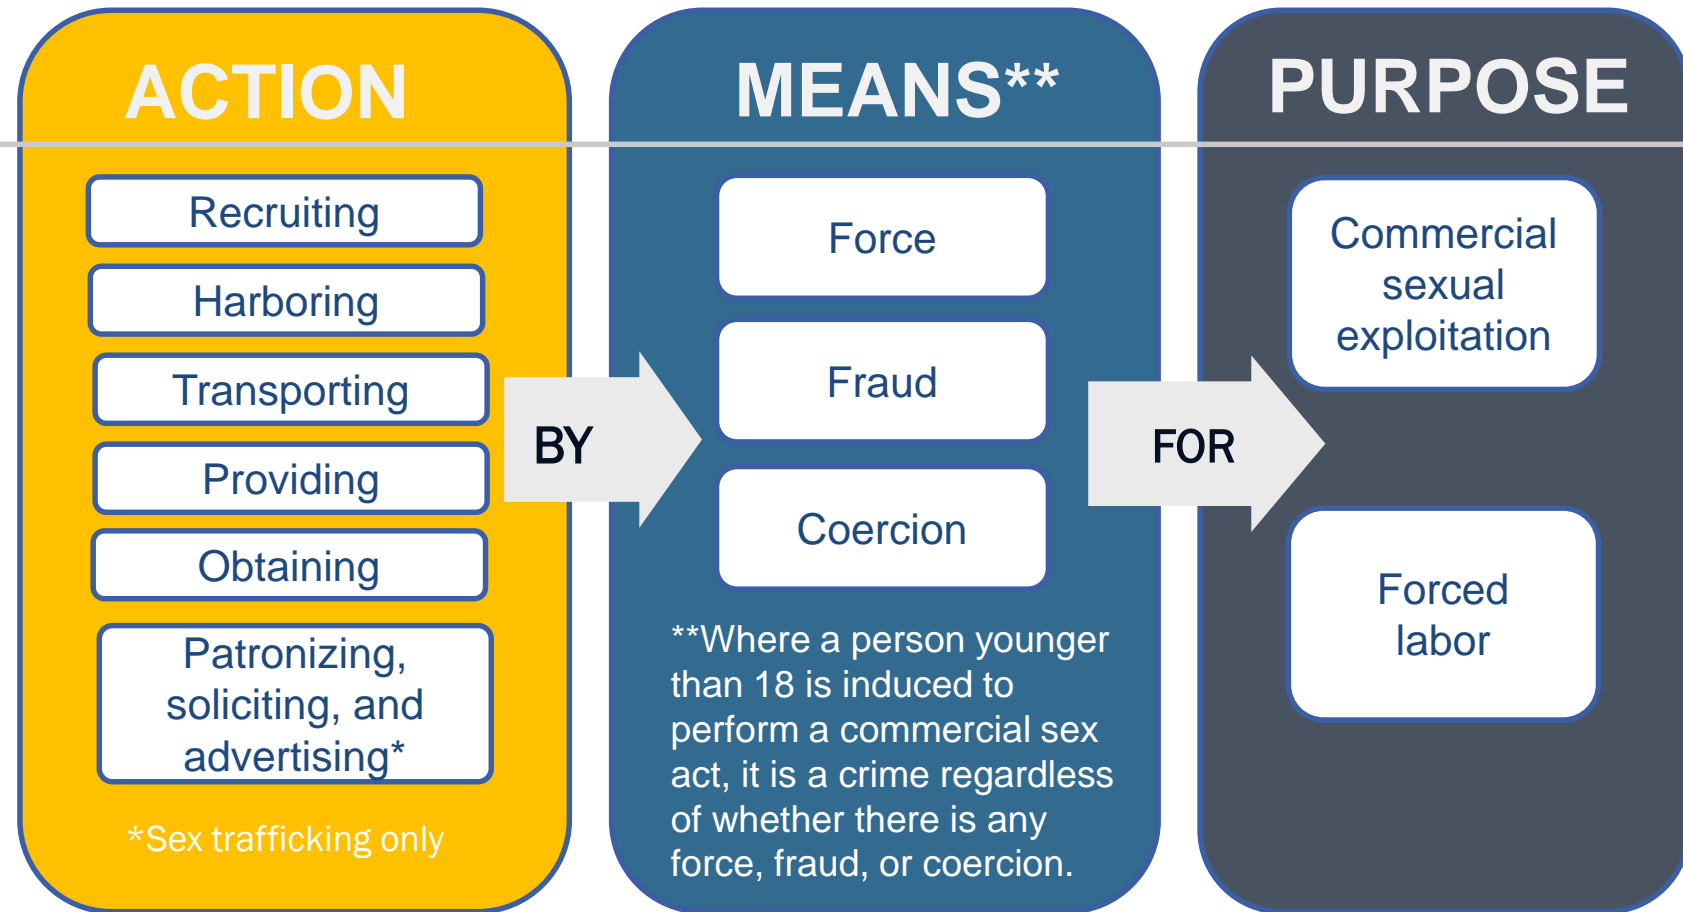 ACTION
Recruiting
Harboring
Transporting
Providing
Obtaining
Patronizing,
soliciting, and
advertising*
*Sex trafficking only
BY
MEANS**
Force
Fraud
Coercion
**Where a person younger
than 18 is induced to
perform a commercial sex
act, it is a crime regardless
of whether there is any
force, fraud, or coercion.
FOR
PURPOSE
Commercial
sexual
exploitation
Forced
labor